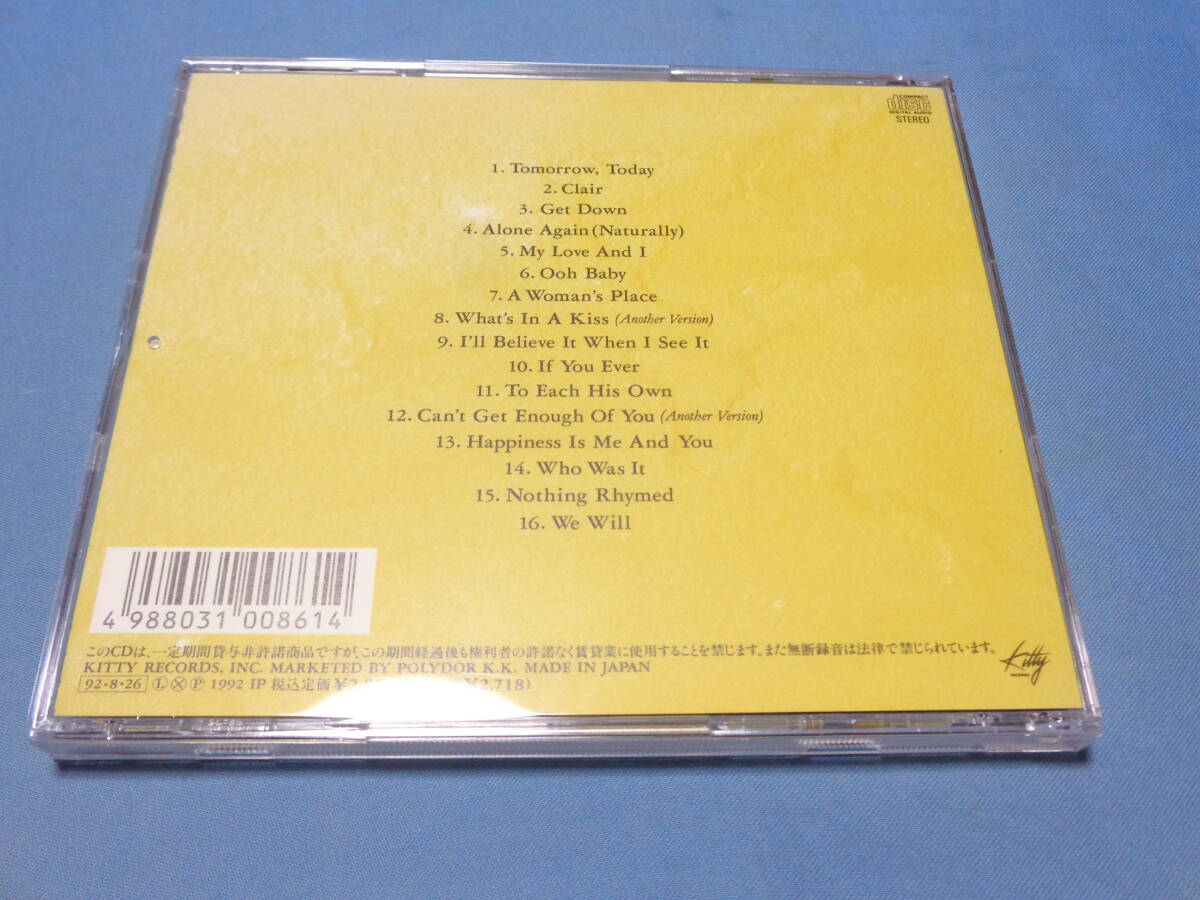 COMPACT
disc
DIGITAL AUDIO
STEREO
1. Tomorrow, Today
2. Clair
3. Get Down
4. Alone Again (Naturally)
5. My Love And I
6. Ooh Baby
7. A Woman's Place
8. What's In A Kiss (Another Version)
9. I'll Believe It When I See It
10. If You Ever
11. To Each His Own
12. Can't Get Enough Of You (Another Version)
13. Happiness Is Me And You
14. Who Was It
15. Nothing Rhymed
16. We Will
4 988031 008614
このCDは、一定期間貸与非許諾商品ですが、この期間経過後も権利者の許諾なく賃貸業に使用することを禁じます。また無断録音は法律で禁じられています。
KITTY RECORDS, INC. MARKETED BY POLYDOR K.K. MADE IN JAPAN
Kitty
92・8・26 Ⓛ Ⓧ Ⓟ 1992 IP 税込定価 ¥2,718)